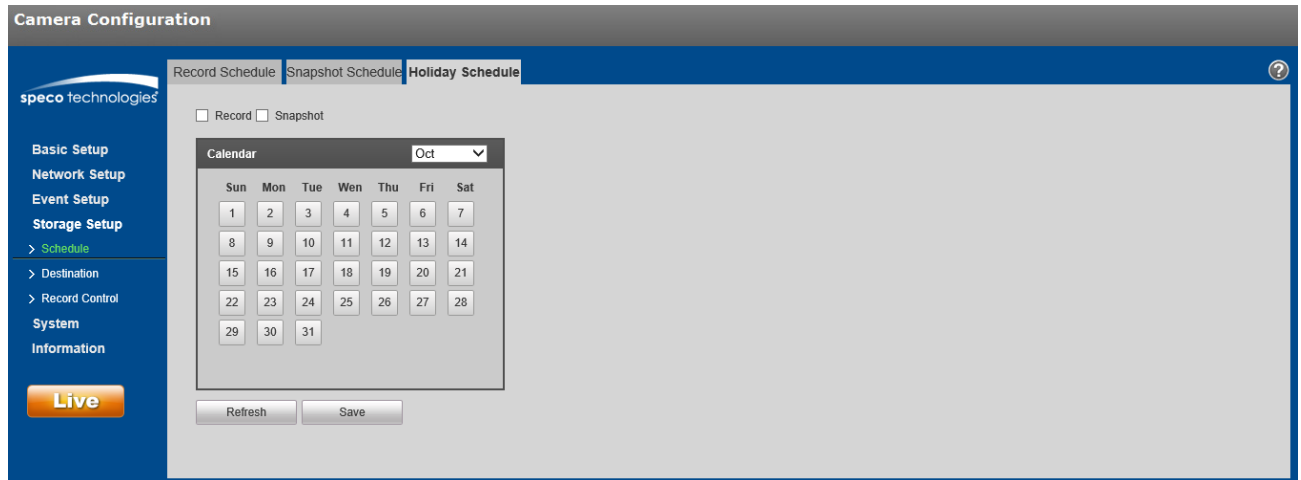 Camera Configuration
speco technologies
Record Schedule Snapshot Schedule Holiday Schedule
?
Record Snapshot
Basic Setup
Network Setup
Event Setup
Storage Setup
> Schedule
> Destination
> Record Control
System
Information
Live
Calendar Oct
Sun Mon Tue Wen Thu Fri Sat
1 2 3 4 5 6 7
8 9 10 11 12 13 14
15 16 17 18 19 20 21
22 23 24 25 26 27 28
29 30 31
Refresh Save